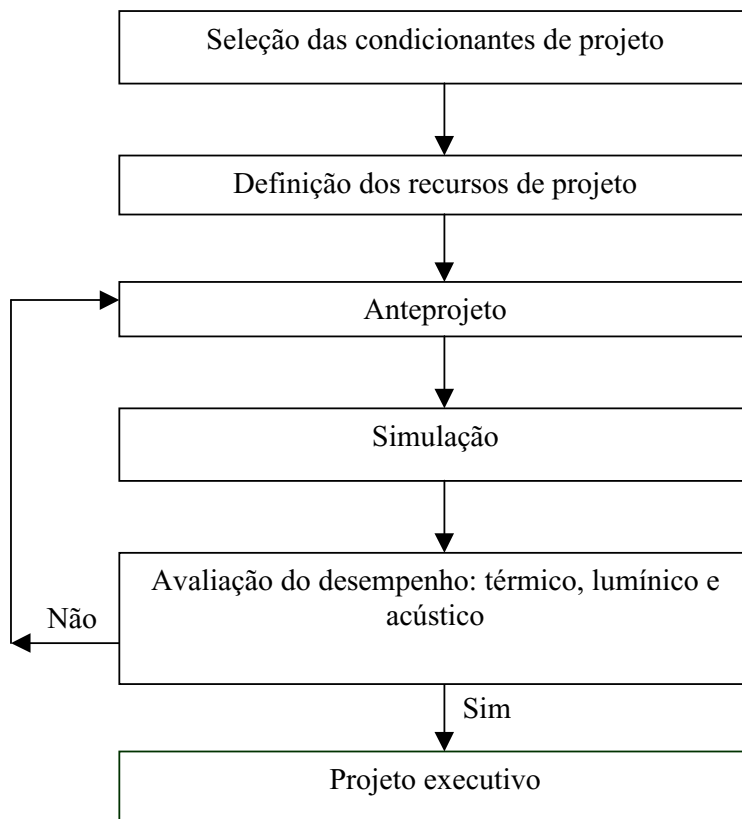 Seleção das condicionantes de projeto
Definição dos recursos de projeto
Anteprojeto
Simulação
Avaliação do desempenho: térmico, lumínico e
acústico
Não
Sim
Projeto executivo